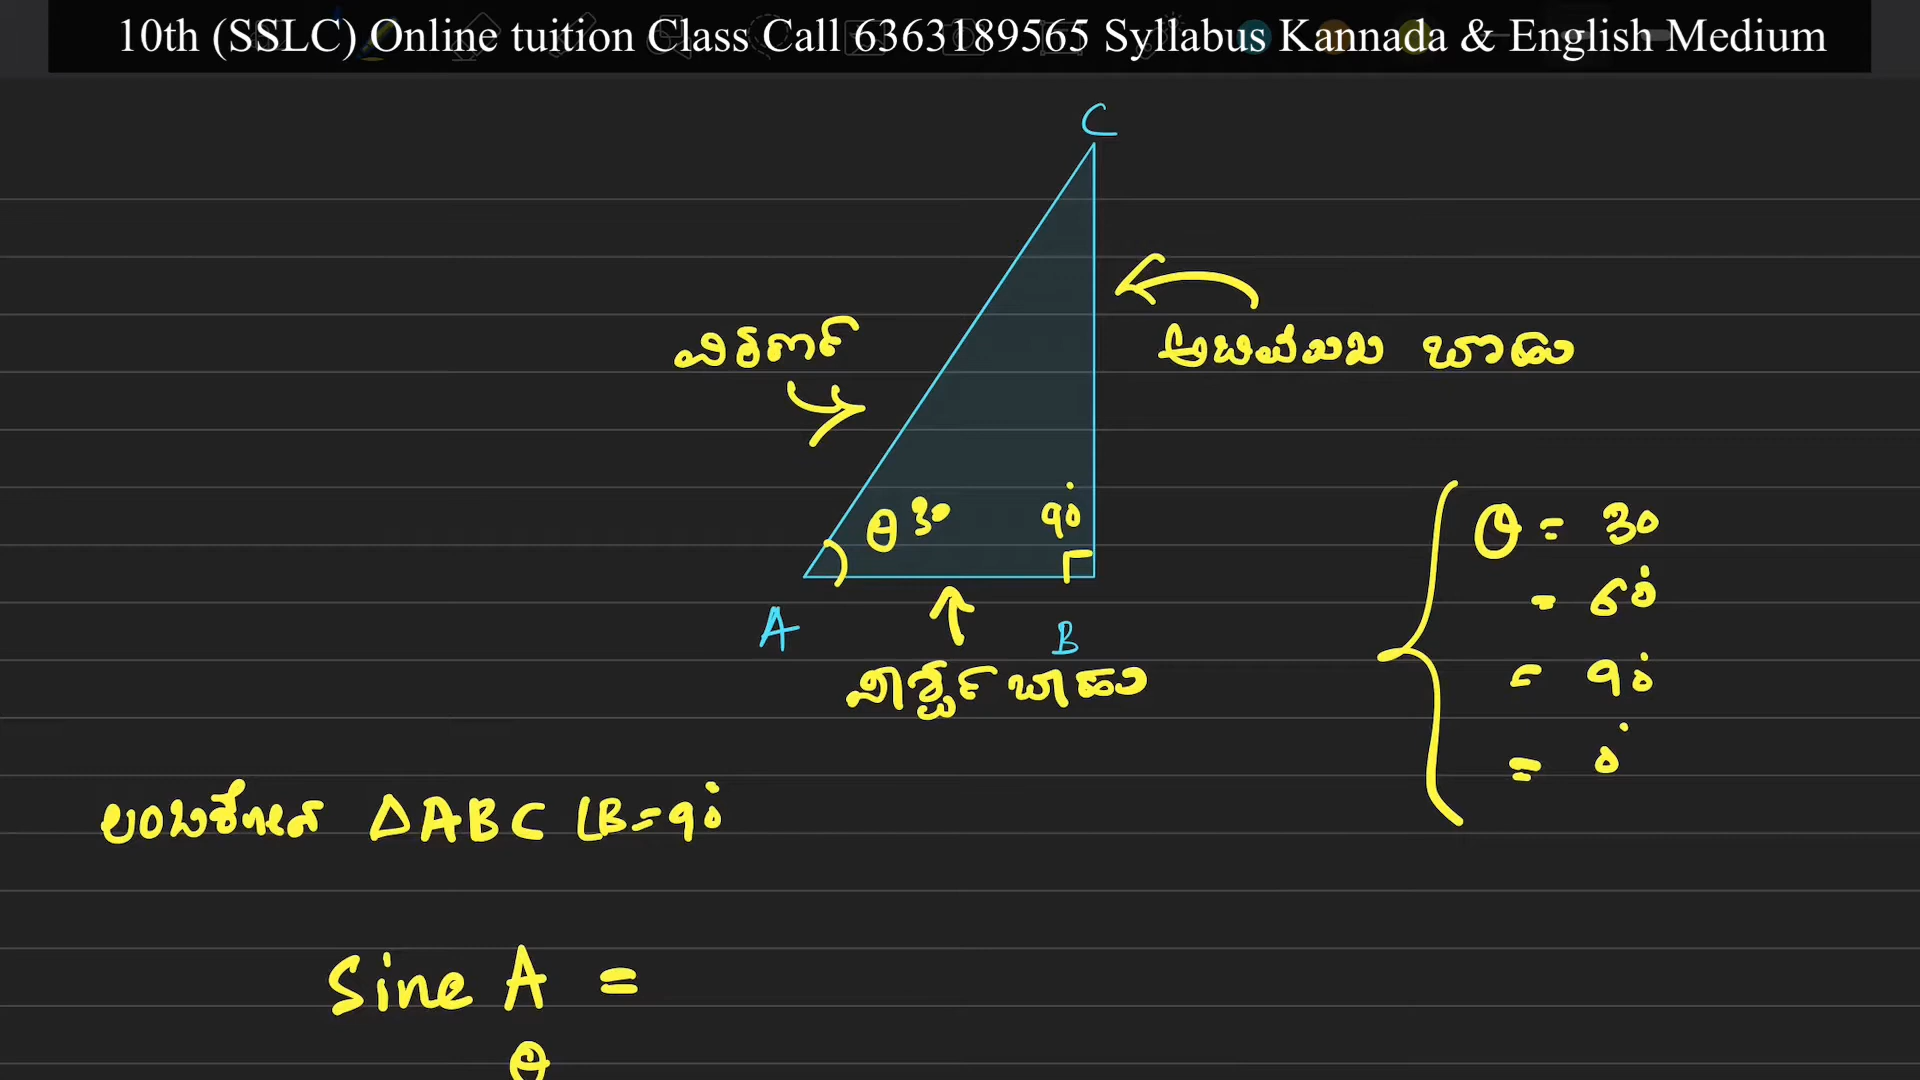 10th (SSLC) Online tuition Class Call 6363189565 Syllabus Kannada & English Medium
C
ವಿಕರ್ಣ
ಅಭಿಮುಖ ಬಾಹು
θ 30
90°
A
B
ಪಾರ್ಶ್ವ ಬಾಹು
θ = 30
= 60°
= 90°
= 0°
ಲಂಬಕೋನ △ABC ∠B=90°
Sine A =
θ